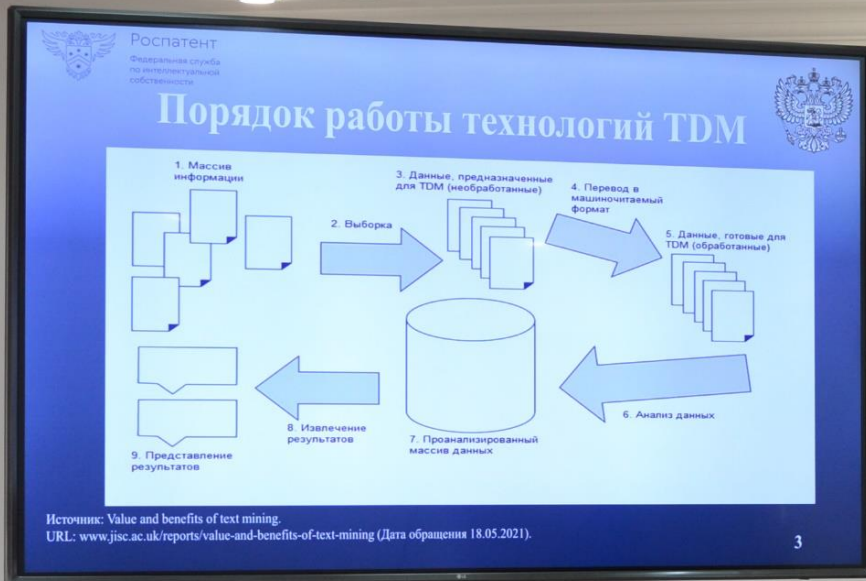 Роспатент
Федеральная служба
по интеллектуальной
собственности
Порядок работы технологий TDM
1. Массив
информации
2. Выборка
3. Данные, предназначенные
для TDM (необработанные)
4. Перевод в
машиночитаемый
формат
5. Данные, готовые для
TDM (обработанные)
6. Анализ данных
7. Проанализированный
массив данных
8. Извлечение
результатов
9. Представление
результатов
Источник: Value and benefits of text mining.
URL: www.jisc.ac.uk/reports/value-and-benefits-of-text-mining (Дата обращения 18.05.2021).
3
LG